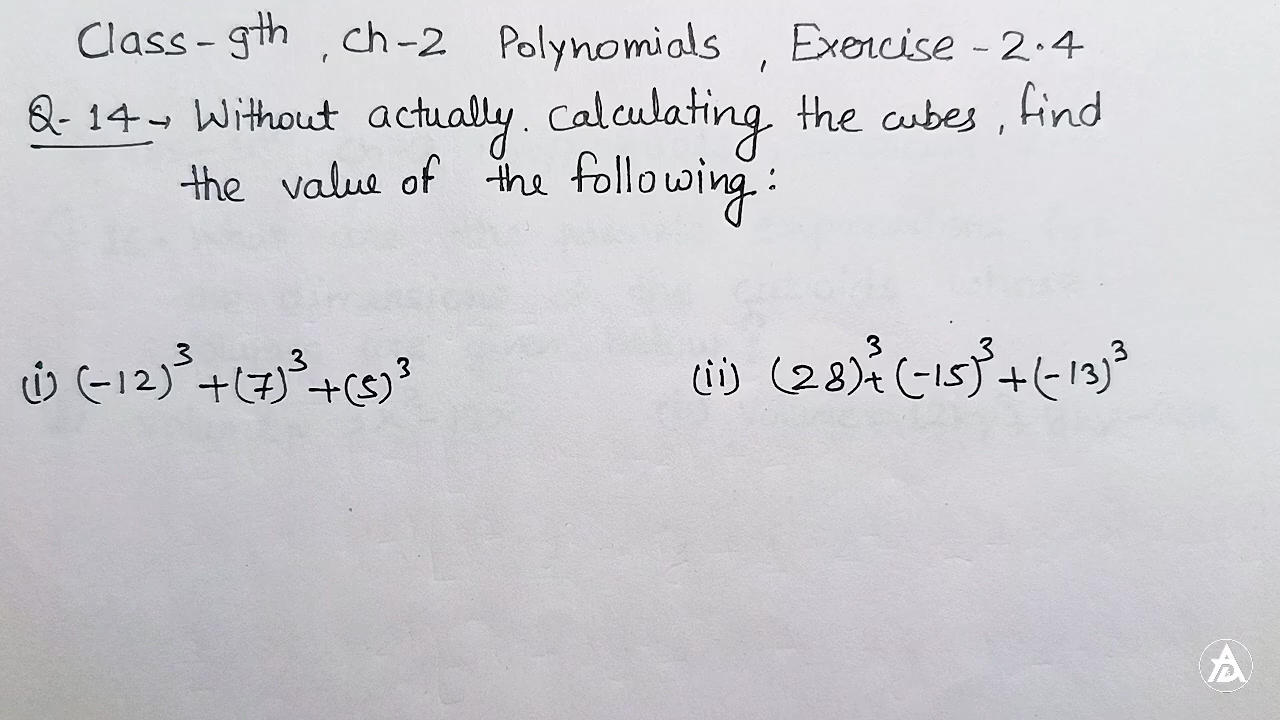 Class - 9th , Ch-2 Polynomials , Exercise - 2.4
Q-14→ Without actually. calculating the cubes, find
the value of the following:
(i) (-12)³ + (7)³ + (5)³
(ii) (28)³ + (-15)³ + (-13)³